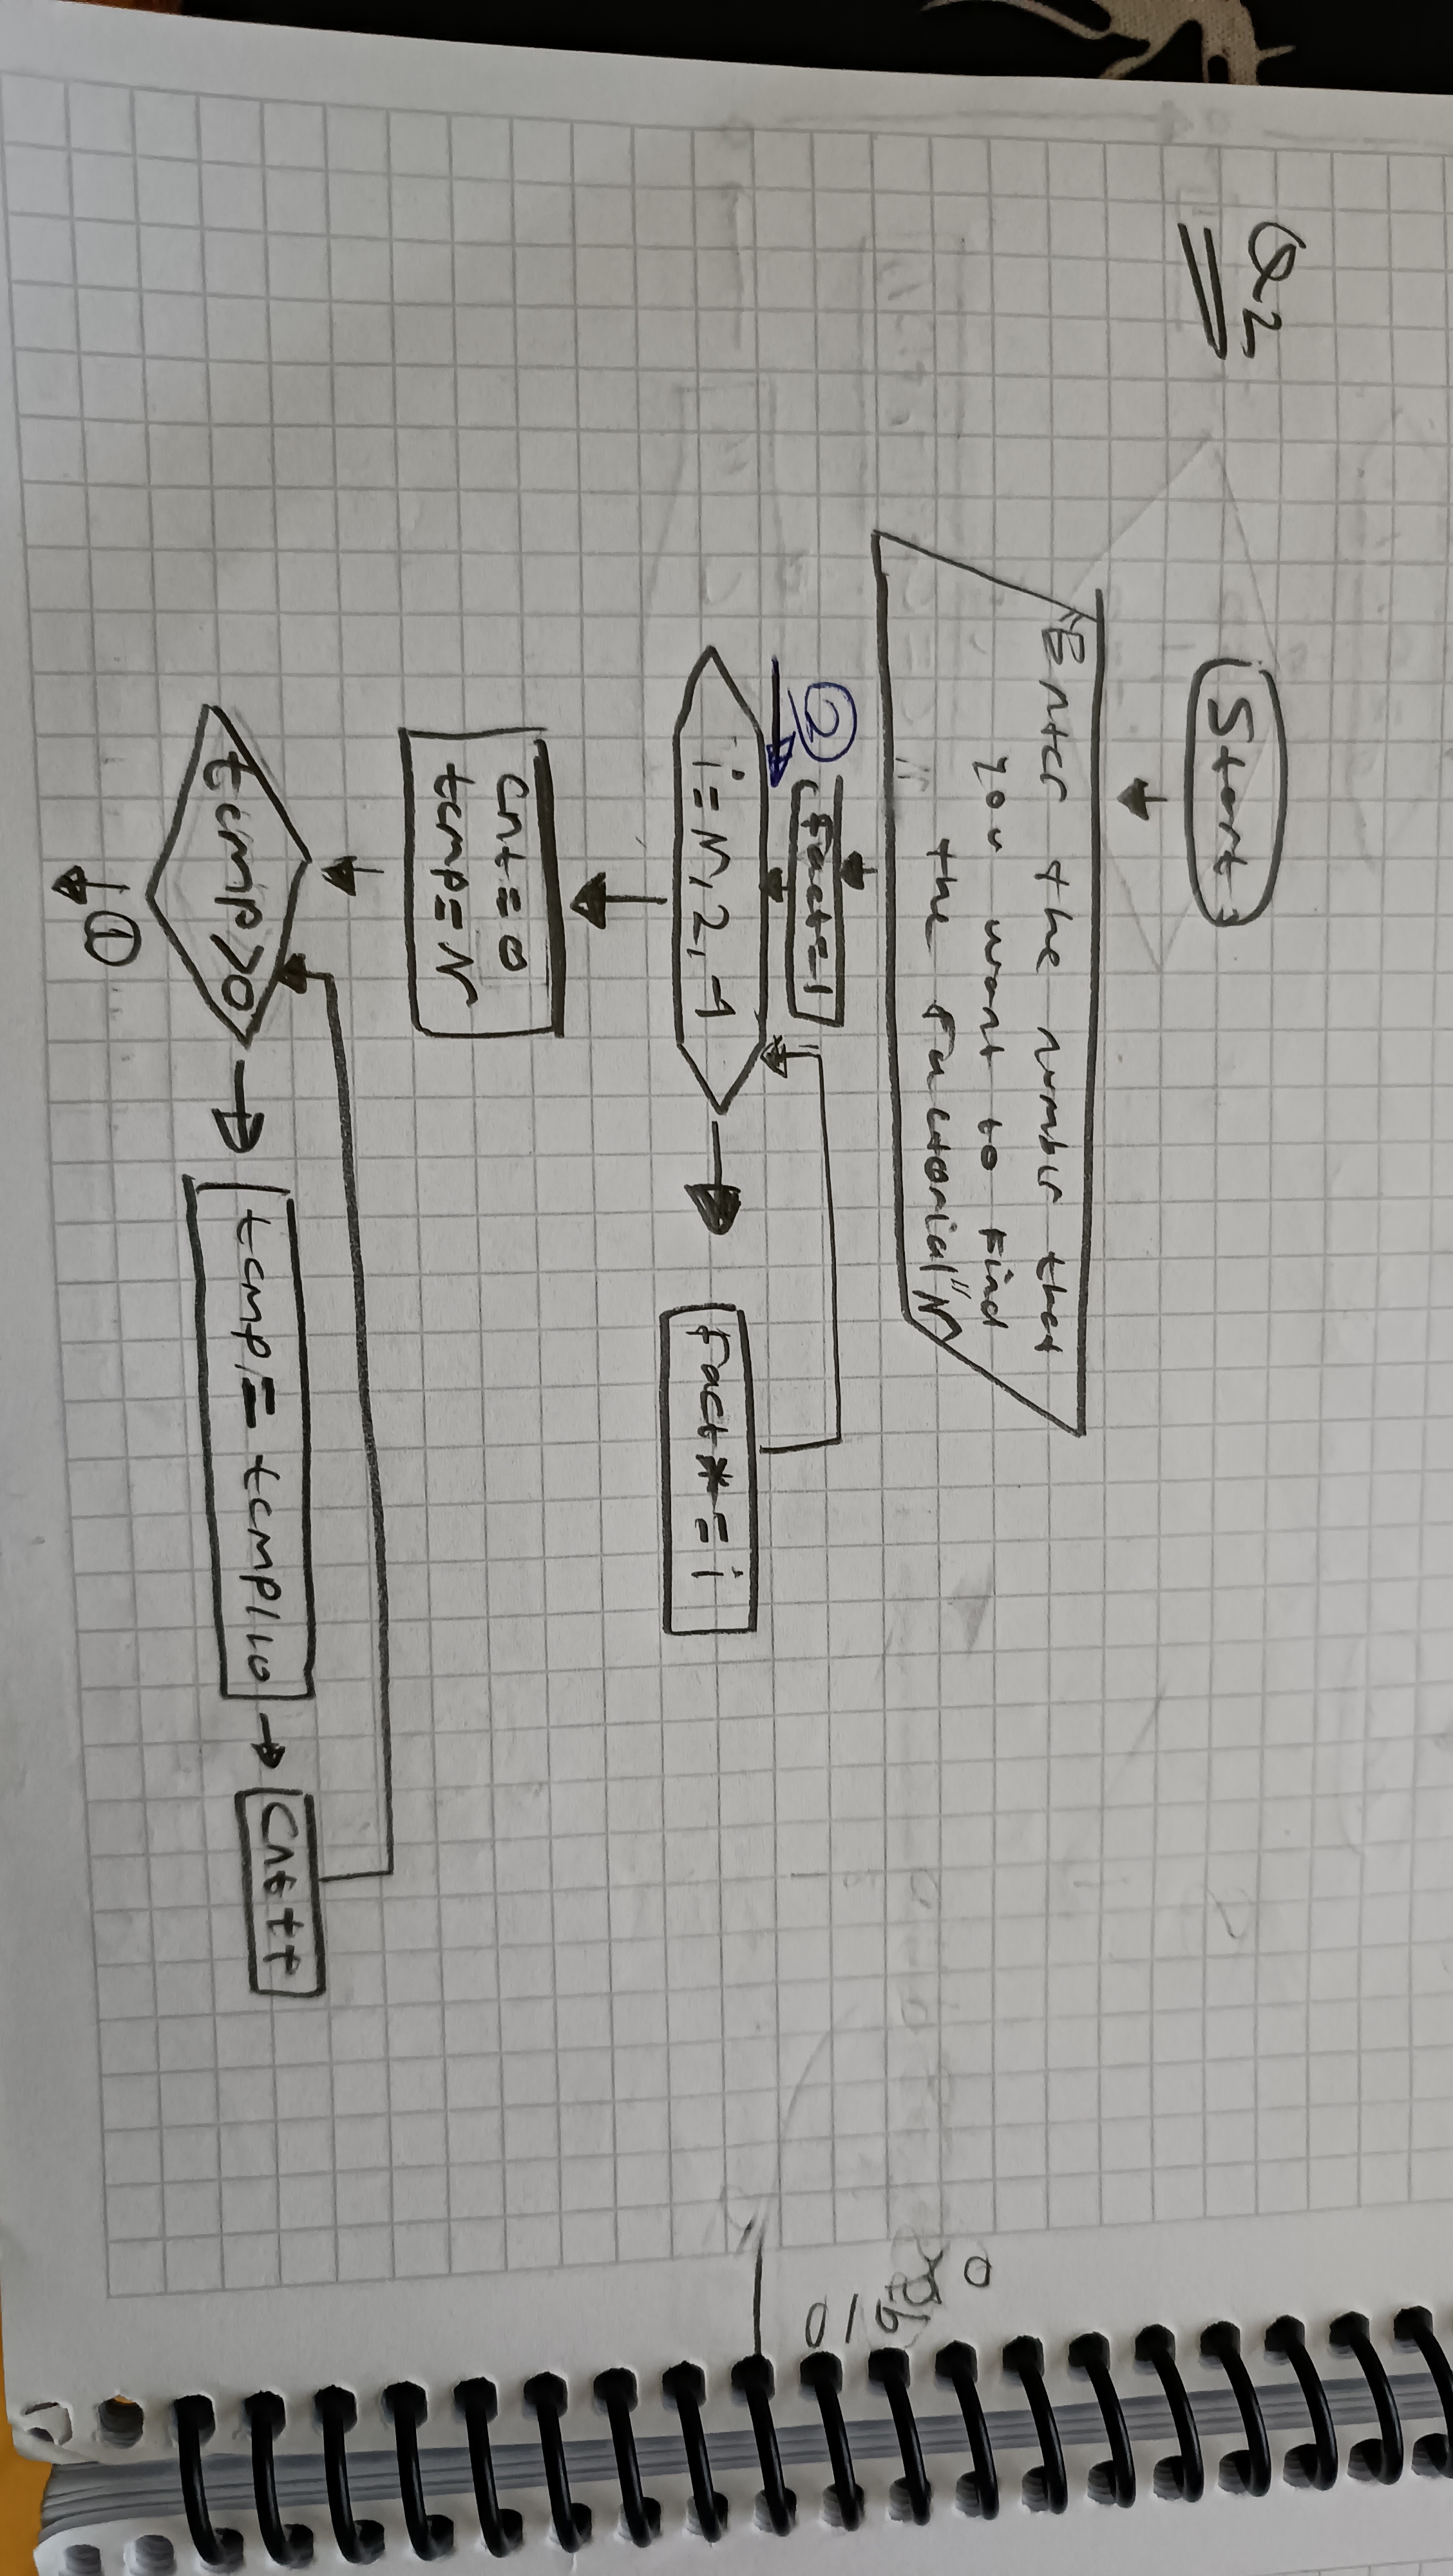 Q2
Start
"Enter the number that
you want to find
the factorial" N
②
fact=1
i=N,2,-1
fact*=i
cnt=0
temp=N
temp>0
temp=temp/10
cnt++
①